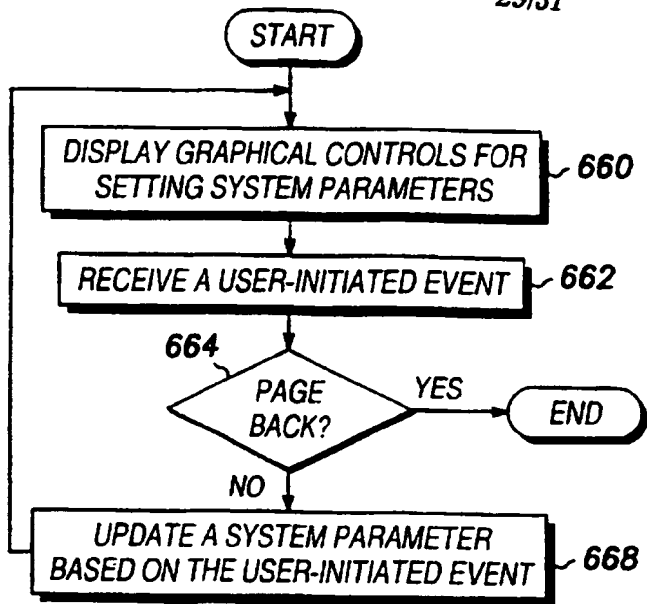 29/31
START
DISPLAY GRAPHICAL CONTROLS FOR
SETTING SYSTEM PARAMETERS
660
RECEIVE A USER-INITIATED EVENT
662
664
PAGE
BACK?
YES
END
NO
UPDATE A SYSTEM PARAMETER
BASED ON THE USER-INITIATED EVENT
668